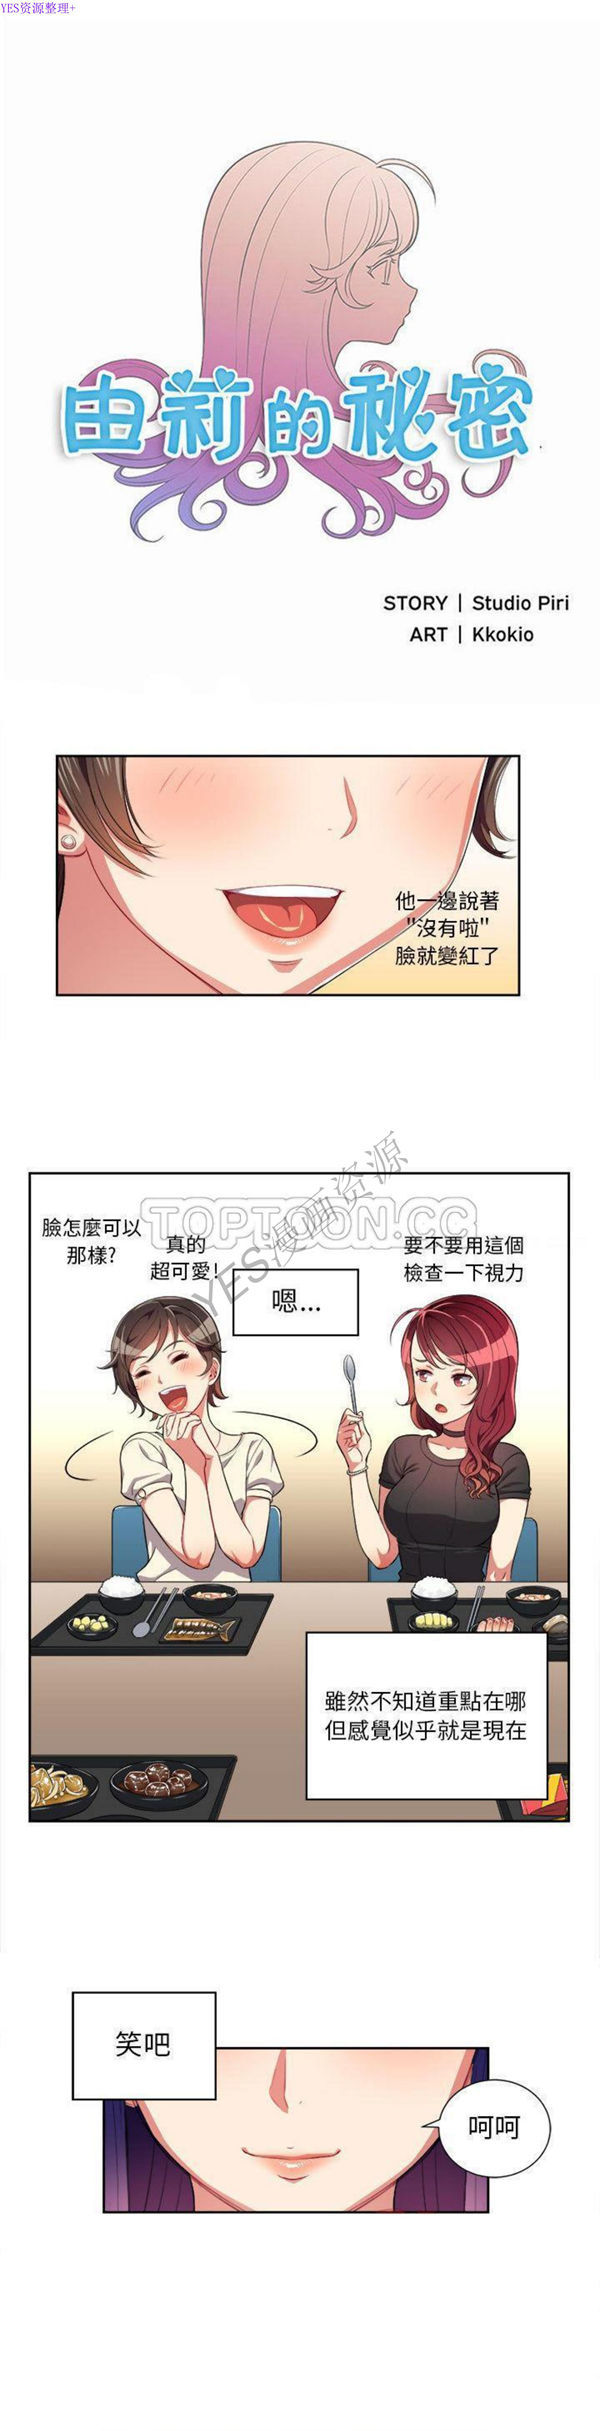 YES资源整理+
由莉的秘密
STORY | Studio Piri
ART | Kkokio
他一邊說著
"沒有啦"
臉就變紅了
TOPTOON.CC
YES漫画资源
臉怎麼可以
那樣?
真的
超可愛!
嗯...
要不要用這個
檢查一下視力
雖然不知道重點在哪
但感覺似乎就是現在
笑吧
呵呵